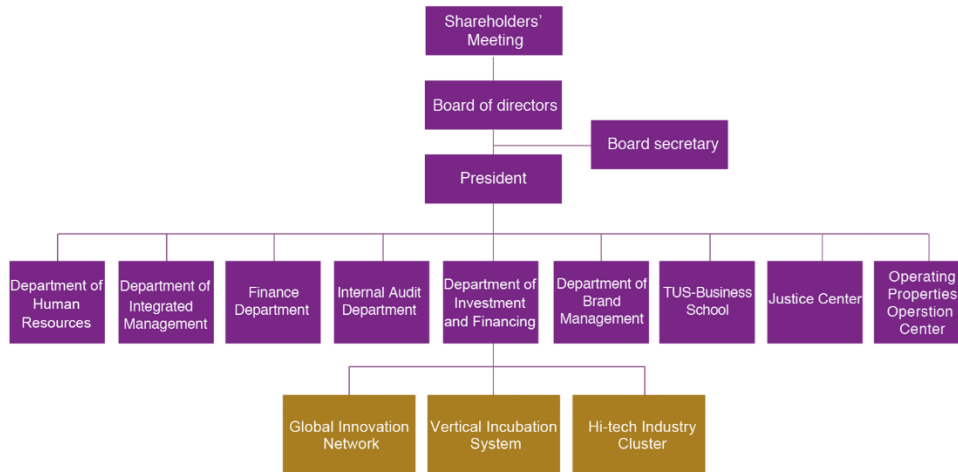 Shareholders'
Meeting
Board of directors
Board secretary
President
Department of
Human
Resources
Department of
Integrated
Management
Finance
Department
Internal Audit
Department
Department of
Investment
and Financing
Department of
Brand
Management
TUS-Business
School
Justice Center
Operating
Properties
Operstion
Center
Global Innovation
Network
Vertical Incubation
System
Hi-tech Industry
Cluster